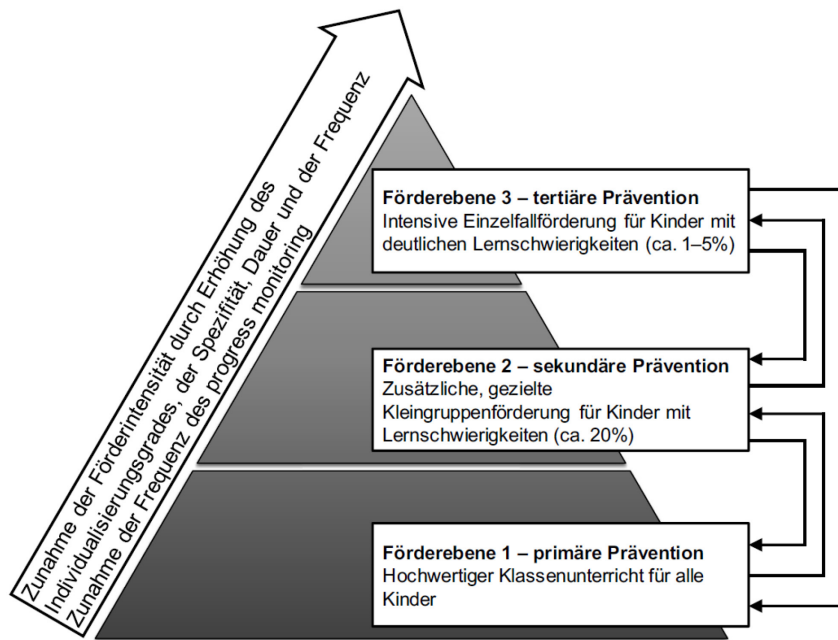 Zunahme der Förderintensität durch Erhöhung des
Individualisierungsgrades, der Spezifität, Dauer und der Frequenz
Zunahme der Frequenz des progress monitoring
Förderebene 3 – tertiäre Prävention
Intensive Einzelfallförderung für Kinder mit
deutlichen Lernschwierigkeiten (ca. 1–5%)
Förderebene 2 – sekundäre Prävention
Zusätzliche, gezielte
Kleingruppenförderung für Kinder mit
Lernschwierigkeiten (ca. 20%)
Förderebene 1 – primäre Prävention
Hochwertiger Klassenunterricht für alle
Kinder